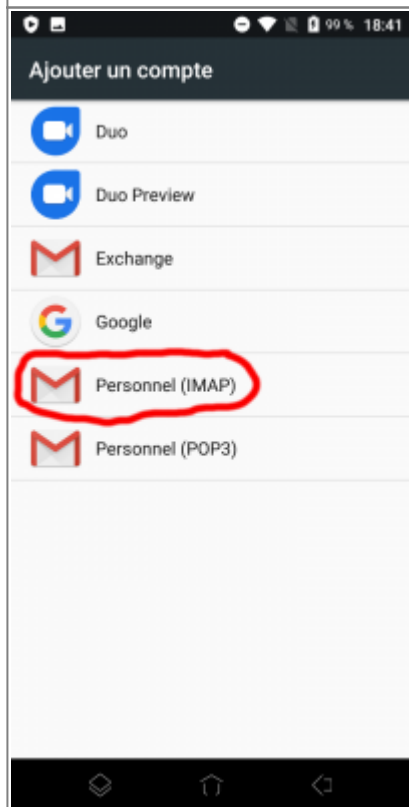 99 % 18:41
Ajouter un compte
Duo
Duo Preview
Exchange
Google
Personnel (IMAP)
Personnel (POP3)